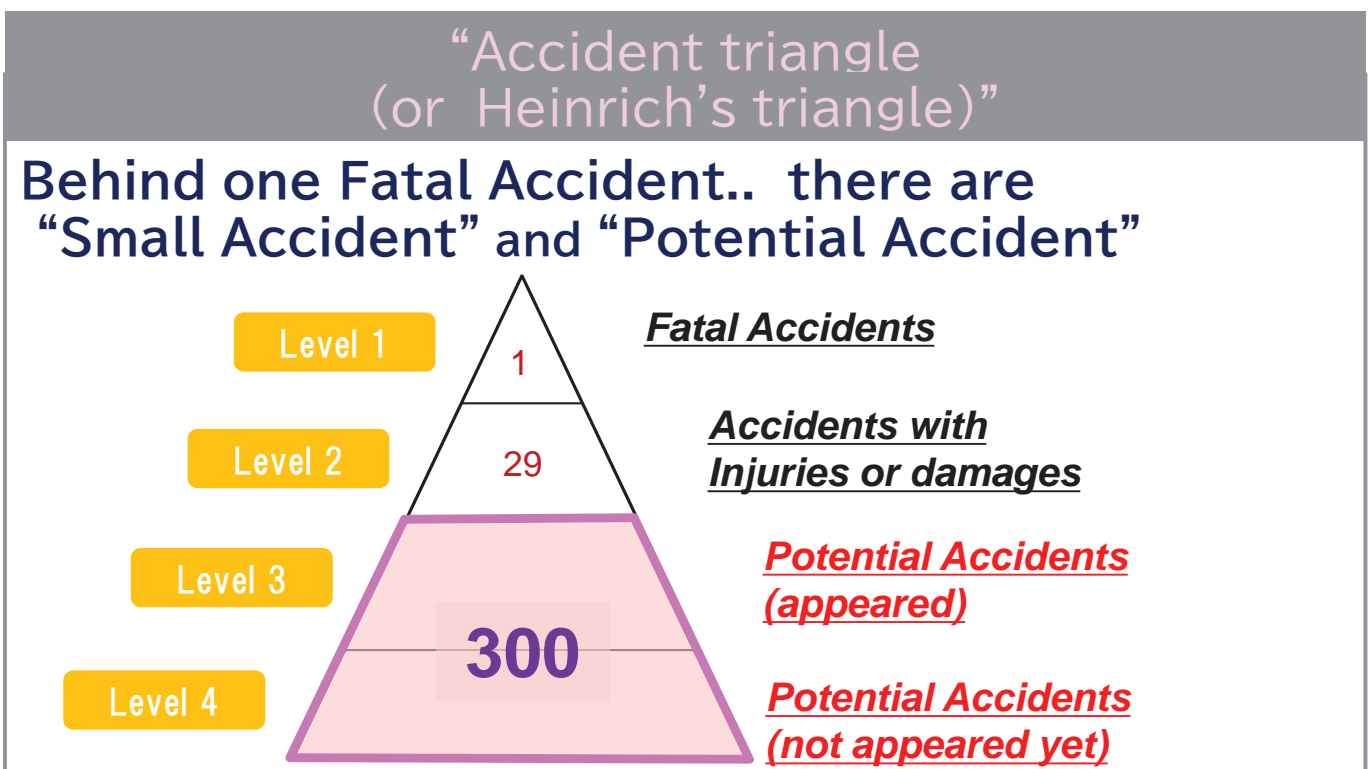 “Accident triangle
(or Heinrich’s triangle)”
Behind one Fatal Accident.. there are
“Small Accident” and “Potential Accident”
Level 1
1
Fatal Accidents
Level 2
29
Accidents with
Injuries or damages
Level 3
Potential Accidents
(appeared)
300
Level 4
Potential Accidents
(not appeared yet)